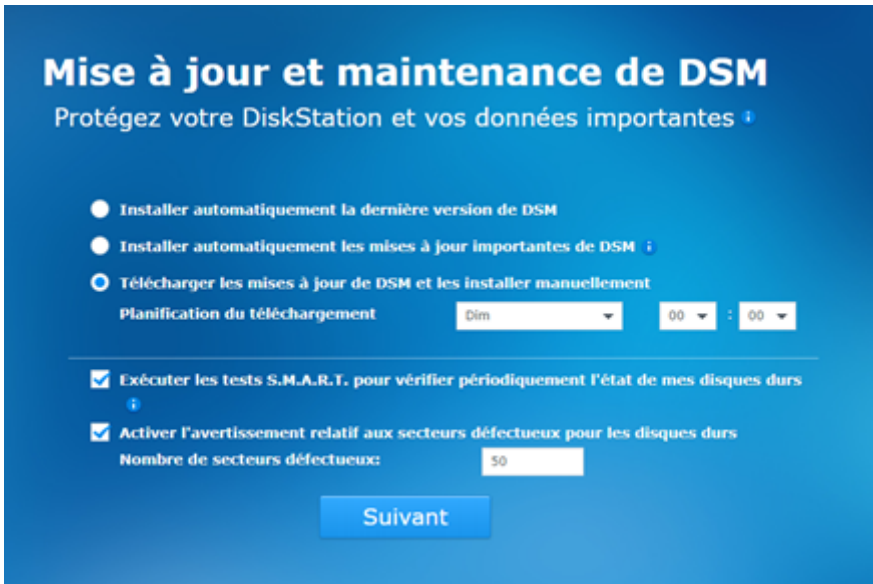 Mise à jour et maintenance de DSM
Protégez votre DiskStation et vos données importantes
Installer automatiquement la dernière version de DSM
Installer automatiquement les mises à jour importantes de DSM
Télécharger les mises à jour de DSM et les installer manuellement
Planification du téléchargement Dim 00 : 00
Exécuter les tests S.M.A.R.T. pour vérifier périodiquement l'état de mes disques durs
Activer l'avertissement relatif aux secteurs défectueux pour les disques durs
Nombre de secteurs défectueux: 50
Suivant